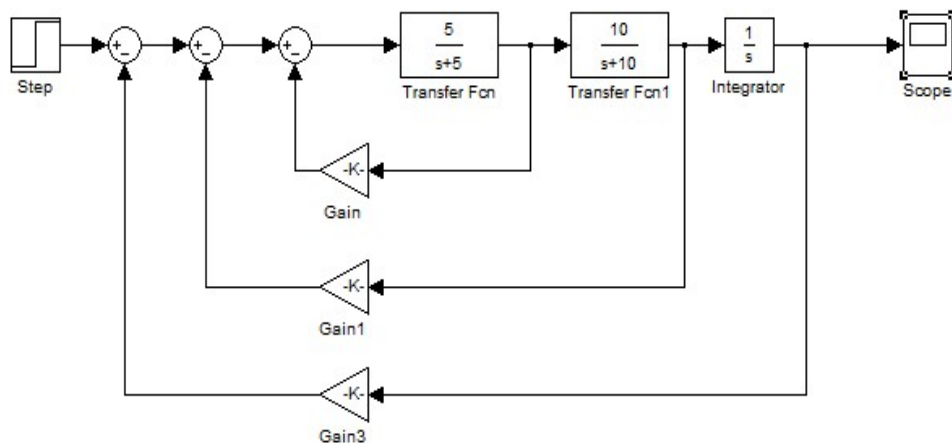 +
−
+
−
+
−
5
s+5
10
s+10
1
s
Step
Transfer Fcn
Transfer Fcn1
Integrator
Scope
-K-
Gain
-K-
Gain1
-K-
Gain3